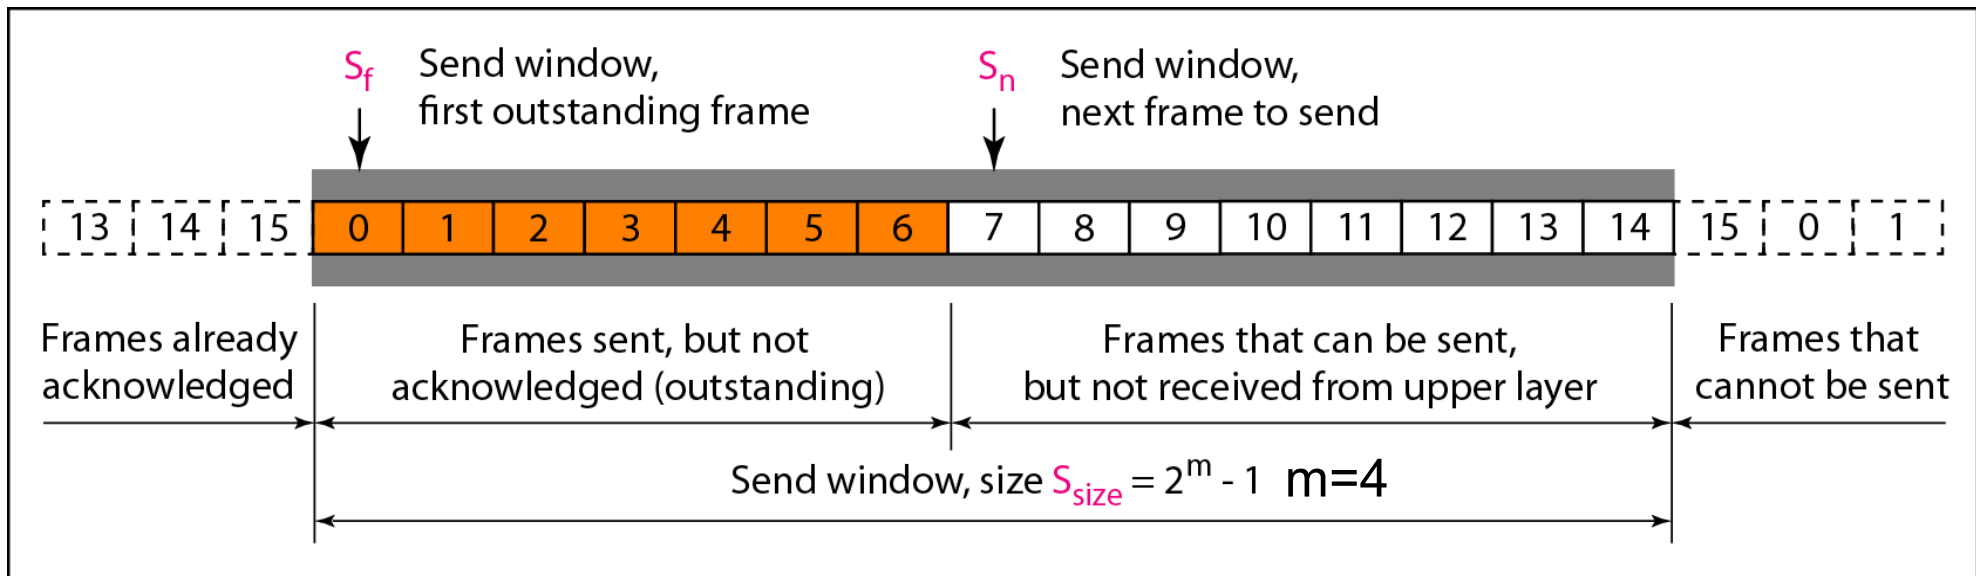 Sf Send window, first outstanding frame
Sn Send window, next frame to send
13 14 15 0 1 2 3 4 5 6 7 8 9 10 11 12 13 14 15 0 1
Frames already acknowledged
Frames sent, but not acknowledged (outstanding)
Frames that can be sent, but not received from upper layer
Frames that cannot be sent
Send window, size Ssize = 2^m - 1 m=4